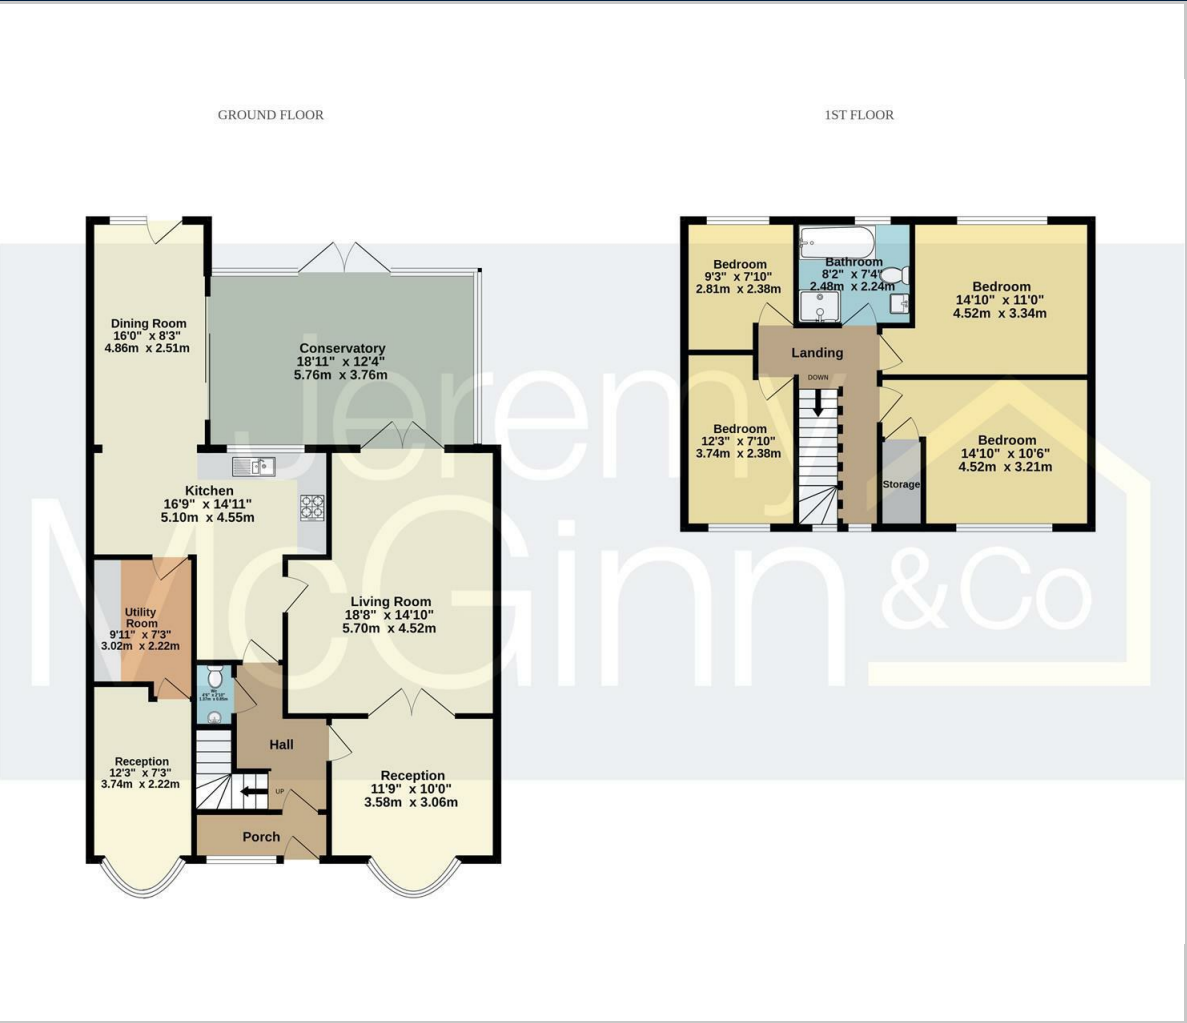 GROUND FLOOR
Dining Room
16'0" x 8'3"
4.86m x 2.51m
Conservatory
18'11" x 12'4"
5.76m x 3.76m
Kitchen
16'9" x 14'11"
5.10m x 4.55m
Living Room
18'8" x 14'10"
5.70m x 4.52m
Utility
Room
9'11" x 7'3"
3.02m x 2.22m
Reception
12'3" x 7'3"
3.74m x 2.22m
Hall
UP
Reception
11'9" x 10'0"
3.58m x 3.06m
Porch
1ST FLOOR
Bedroom
9'3" x 7'10"
2.81m x 2.38m
Bathroom
8'2" x 7'4"
2.48m x 2.24m
Bedroom
14'10" x 11'0"
4.52m x 3.34m
Landing
DOWN
Bedroom
12'3" x 7'10"
3.74m x 2.38m
Bedroom
14'10" x 10'6"
4.52m x 3.21m
Storage
Jeremy
McGinn &Co